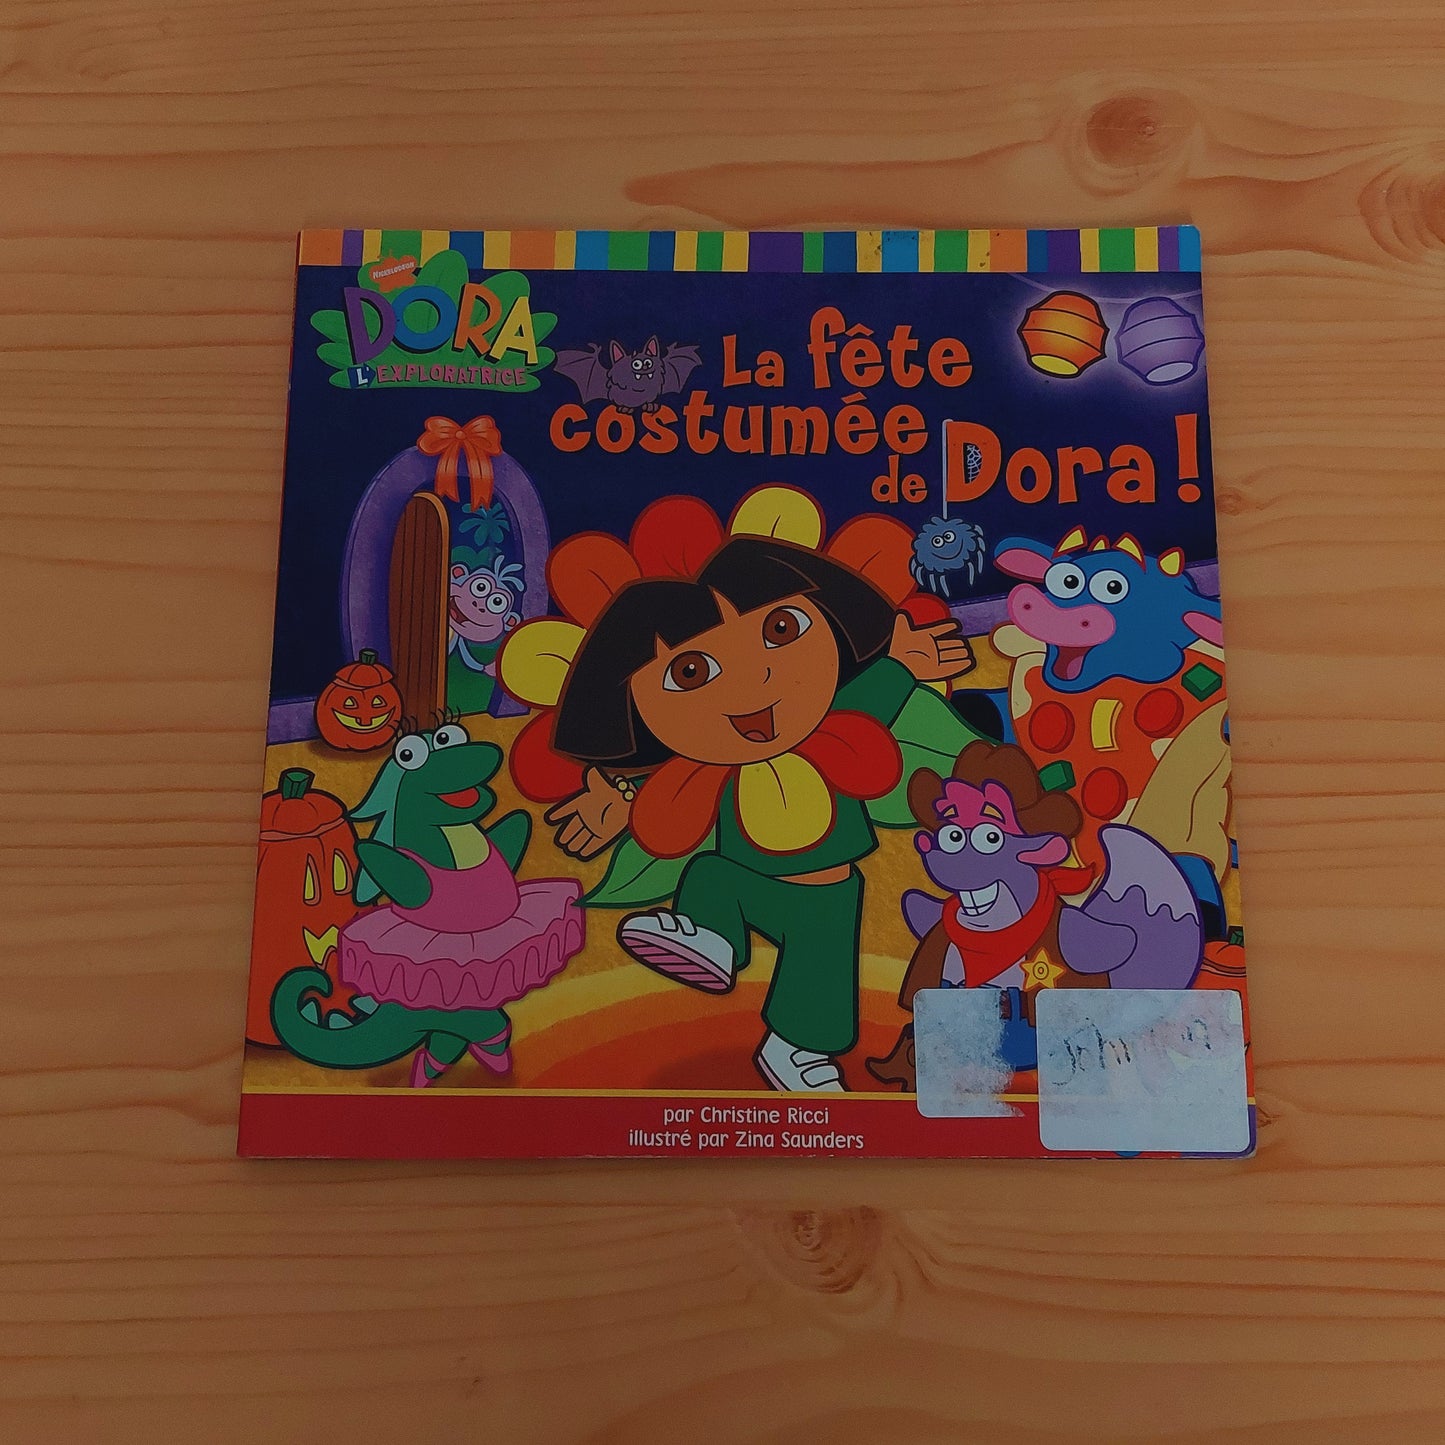 NICKELODEON
DORA
L'EXPLORATRICE
La fête
costumée
de Dora !
par Christine Ricci
illustré par Zina Saunders